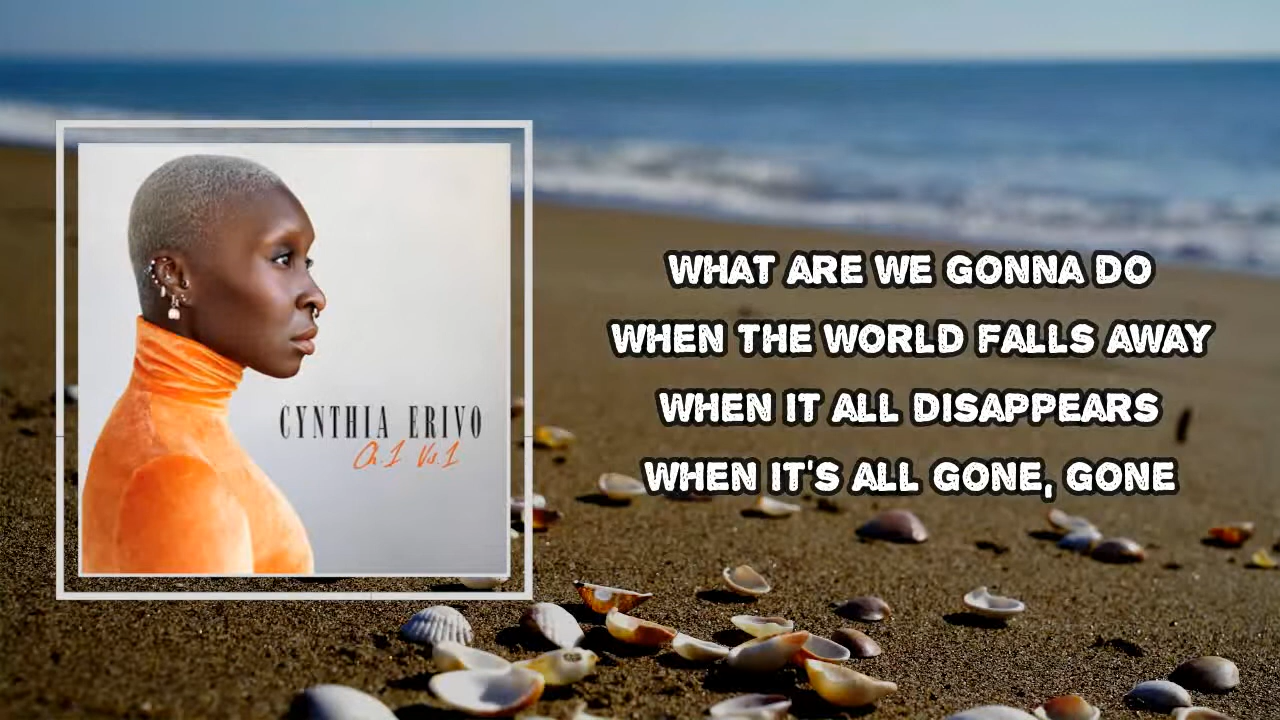 CYNTHIA ERIVO
Ch.1 Vs.1
WHAT ARE WE GONNA DO
WHEN THE WORLD FALLS AWAY
WHEN IT ALL DISAPPEARS
WHEN IT'S ALL GONE, GONE